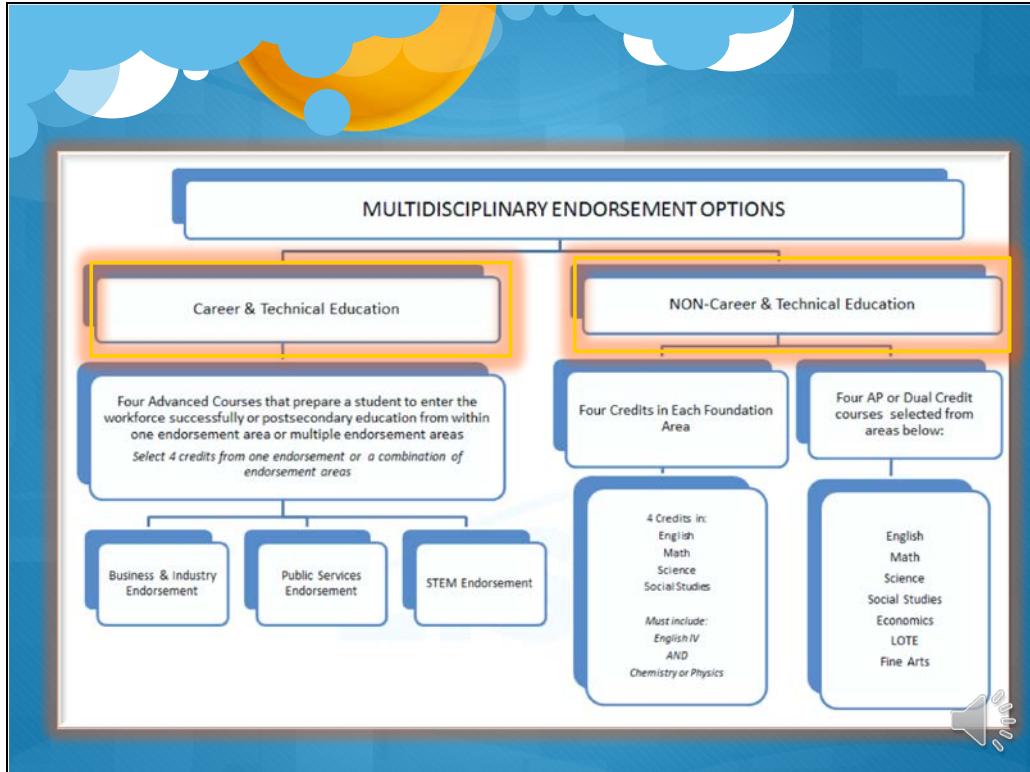 MULTIDISCIPLINARY ENDORSEMENT OPTIONS
Career & Technical Education
Four Advanced Courses that prepare a student to enter the
workforce successfully or postsecondary education from within
one endorsement area or multiple endorsement areas
Select 4 credits from one endorsement or a combination of
endorsement areas
Business & Industry
Endorsement
Public Services
Endorsement
STEM Endorsement
NON-Career & Technical Education
Four Credits in Each Foundation
Area
4 Credits in:
English
Math
Science
Social Studies
Must include:
English IV
AND
Chemistry or Physics
Four AP or Dual Credit
courses selected from
areas below:
English
Math
Science
Social Studies
Economics
LOTE
Fine Arts